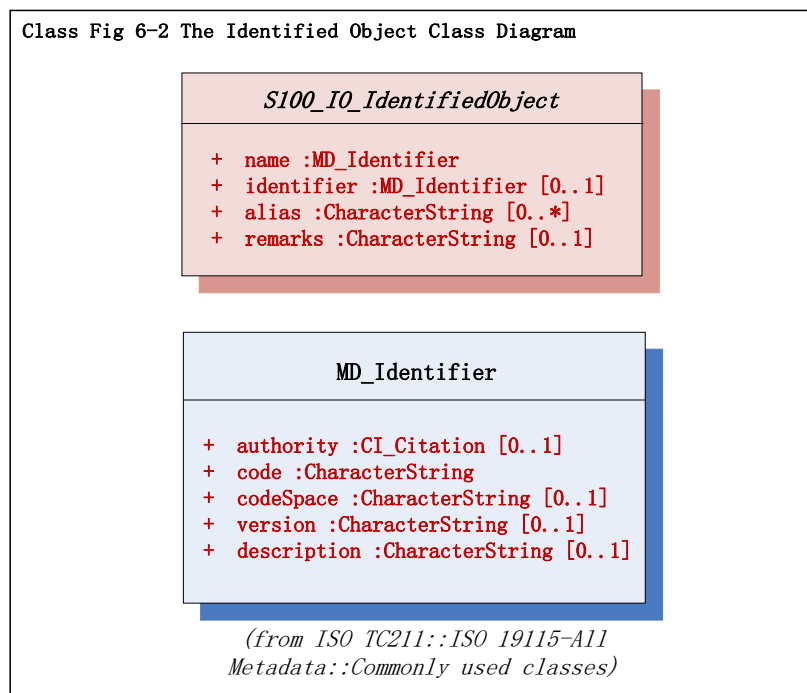 Class Fig 6-2 The Identified Object Class Diagram
S100_IO_IdentifiedObject
+ name :MD_Identifier
+ identifier :MD_Identifier [0..1]
+ alias :CharacterString [0..*]
+ remarks :CharacterString [0..1]
MD_Identifier
+ authority :CI_Citation [0..1]
+ code :CharacterString
+ codeSpace :CharacterString [0..1]
+ version :CharacterString [0..1]
+ description :CharacterString [0..1]
(from ISO TC211::ISO 19115-All
Metadata::Commonly used classes)